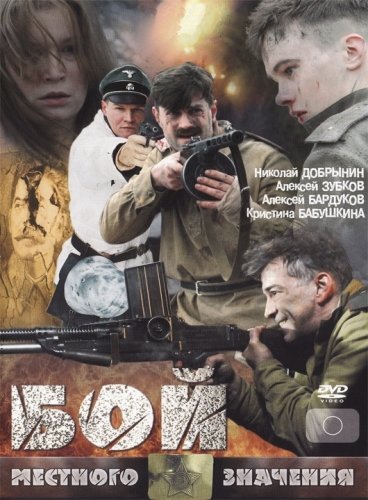 Николай ДОБРЫНИН
Алексей ЗУБКОВ
Алексей БАРДУКОВ
Кристина БАБУШКИНА
БОЙ
DVD
VIDEO
МЕСТНОГО ЗНАЧЕНИЯ